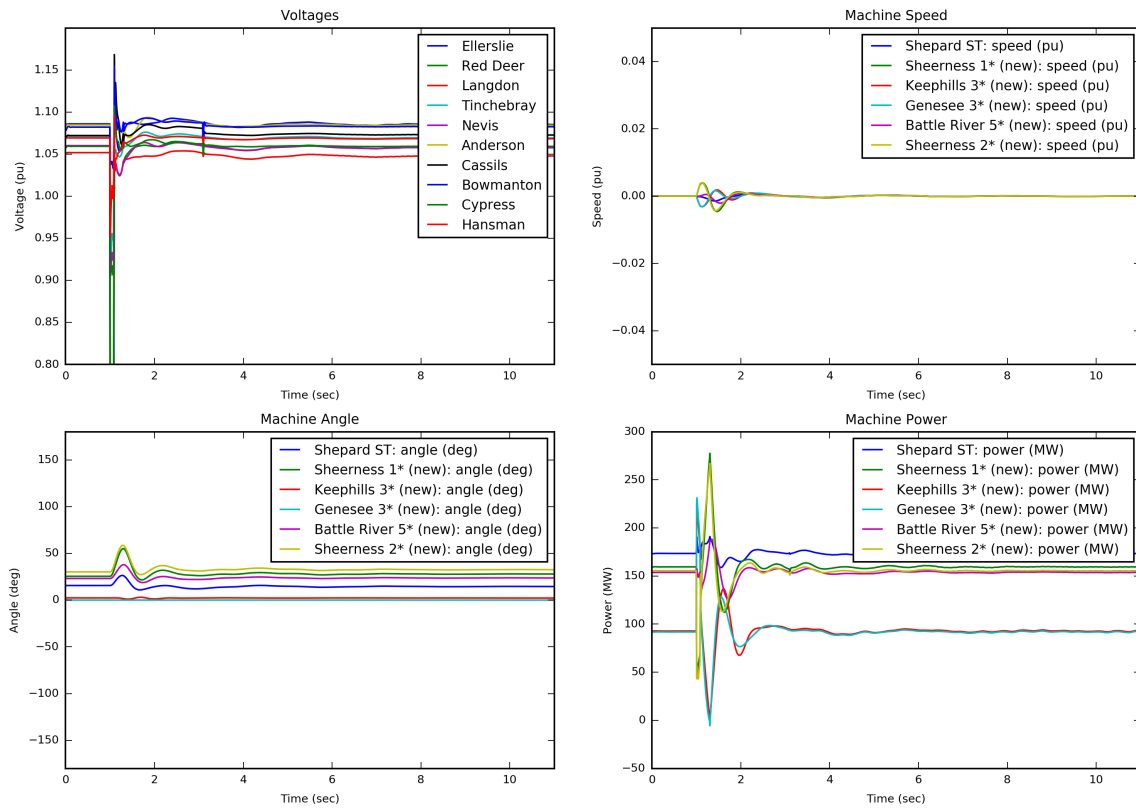 Voltages
1.15
1.10
1.05
1.00
0.95
0.90
0.85
0.80
Voltage (pu)
Ellerslie
Red Deer
Langdon
Tinchebray
Nevis
Anderson
Cassils
Bowmanton
Cypress
Hansman
0 2 4 6 8 10
Time (sec)
Machine Speed
0.04
0.02
0.00
−0.02
−0.04
Speed (pu)
Shepard ST: speed (pu)
Sheerness 1* (new): speed (pu)
Keephills 3* (new): speed (pu)
Genesee 3* (new): speed (pu)
Battle River 5* (new): speed (pu)
Sheerness 2* (new): speed (pu)
0 2 4 6 8 10
Time (sec)
Machine Angle
150
100
50
0
−50
−100
−150
Angle (deg)
Shepard ST: angle (deg)
Sheerness 1* (new): angle (deg)
Keephills 3* (new): angle (deg)
Genesee 3* (new): angle (deg)
Battle River 5* (new): angle (deg)
Sheerness 2* (new): angle (deg)
0 2 4 6 8 10
Time (sec)
Machine Power
300
250
200
150
100
50
0
−50
Power (MW)
Shepard ST: power (MW)
Sheerness 1* (new): power (MW)
Keephills 3* (new): power (MW)
Genesee 3* (new): power (MW)
Battle River 5* (new): power (MW)
Sheerness 2* (new): power (MW)
0 2 4 6 8 10
Time (sec)